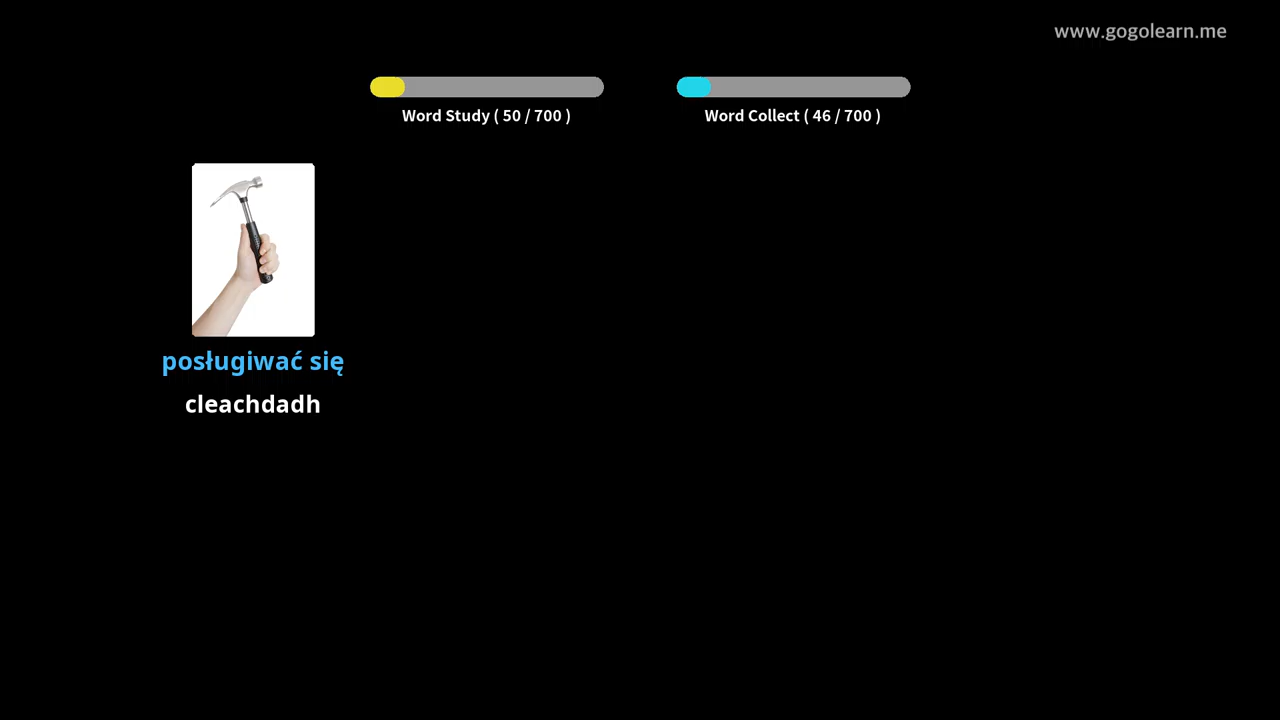 www.gogolearn.me
Word Study ( 50 / 700 )
Word Collect ( 46 / 700 )
posługiwać się
cleachdadh